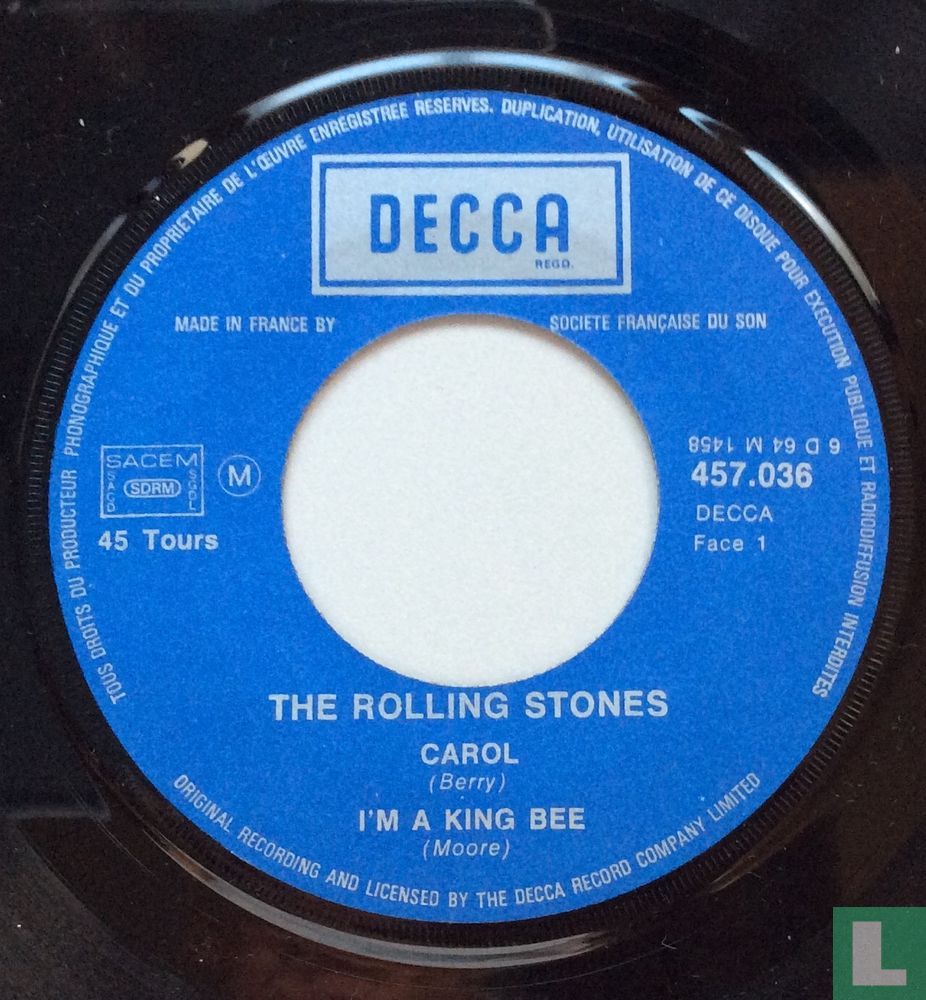 TOUS DROITS DU PRODUCTEUR PHONOGRAPHIQUE ET DU PROPRIETAIRE DE L'ŒUVRE ENREGISTREE RESERVES. DUPLICATION, UTILISATION DE CE DISQUE POUR EXECUTION PUBLIQUE ET RADIODIFFUSION INTERDITES
DECCA
REGD.
MADE IN FRANCE BY SOCIETE FRANÇAISE DU SON
SACEM
SACD
SDRM
SGDL
M
45 Tours
6 D 64 M 1458
457.036
DECCA
Face 1
THE ROLLING STONES
CAROL
(Berry)
I'M A KING BEE
(Moore)
ORIGINAL RECORDING AND LICENSED BY THE DECCA RECORD COMPANY LIMITED
L